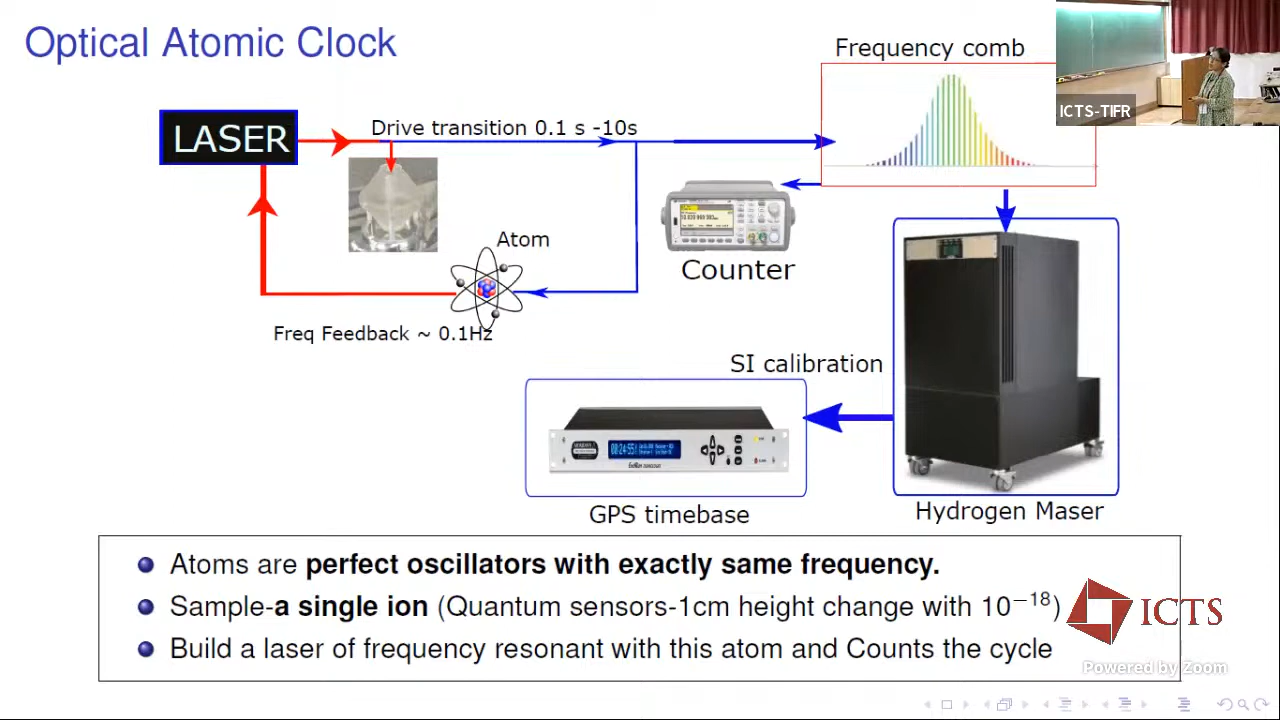 Optical Atomic Clock
Frequency comb
ICTS-TIFR
LASER
Drive transition 0.1 s -10s
Atom
Counter
Freq Feedback ~ 0.1Hz
SI calibration
GPS timebase
Hydrogen Maser
Atoms are perfect oscillators with exactly same frequency.
Sample-a single ion (Quantum sensors-1cm height change with 10⁻¹⁸)
Build a laser of frequency resonant with this atom and Counts the cycle
ICTS
Powered by Zoom